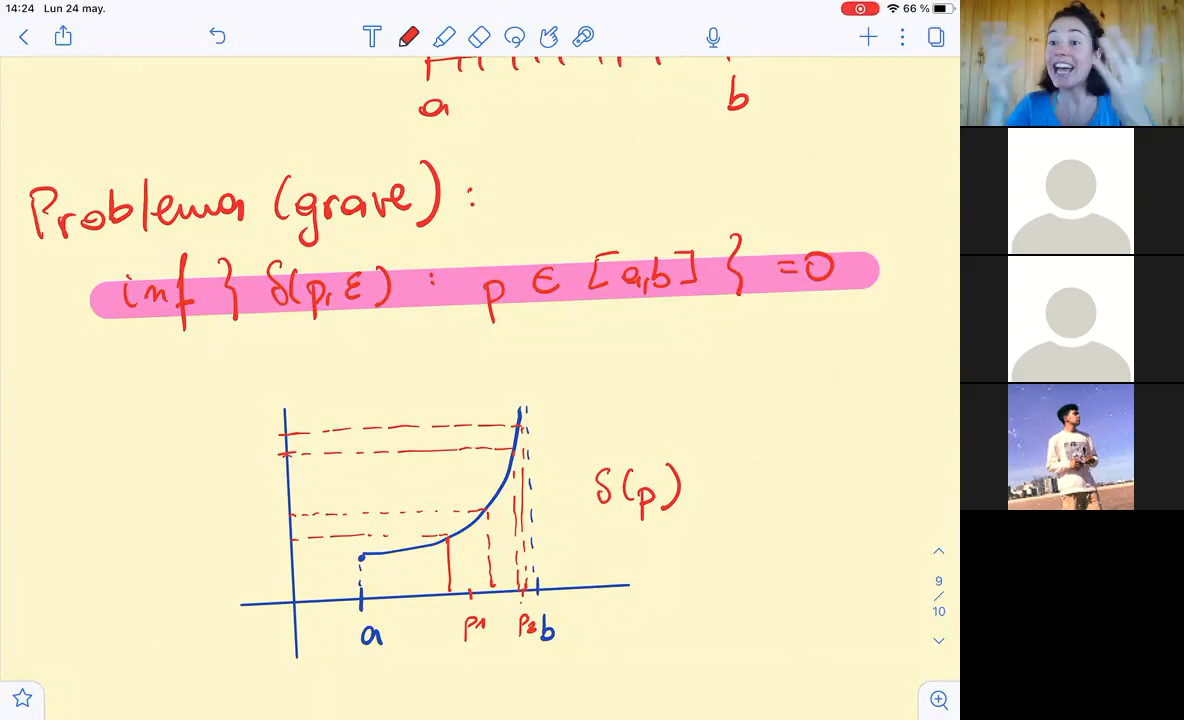 14:24 Lun 24 may.
66 %
T
a b
Problema (grave) :
inf } δ(p, ε) : p ∈ [a,b] } = 0
δ(p)
a p1 p2 b
9
/
10